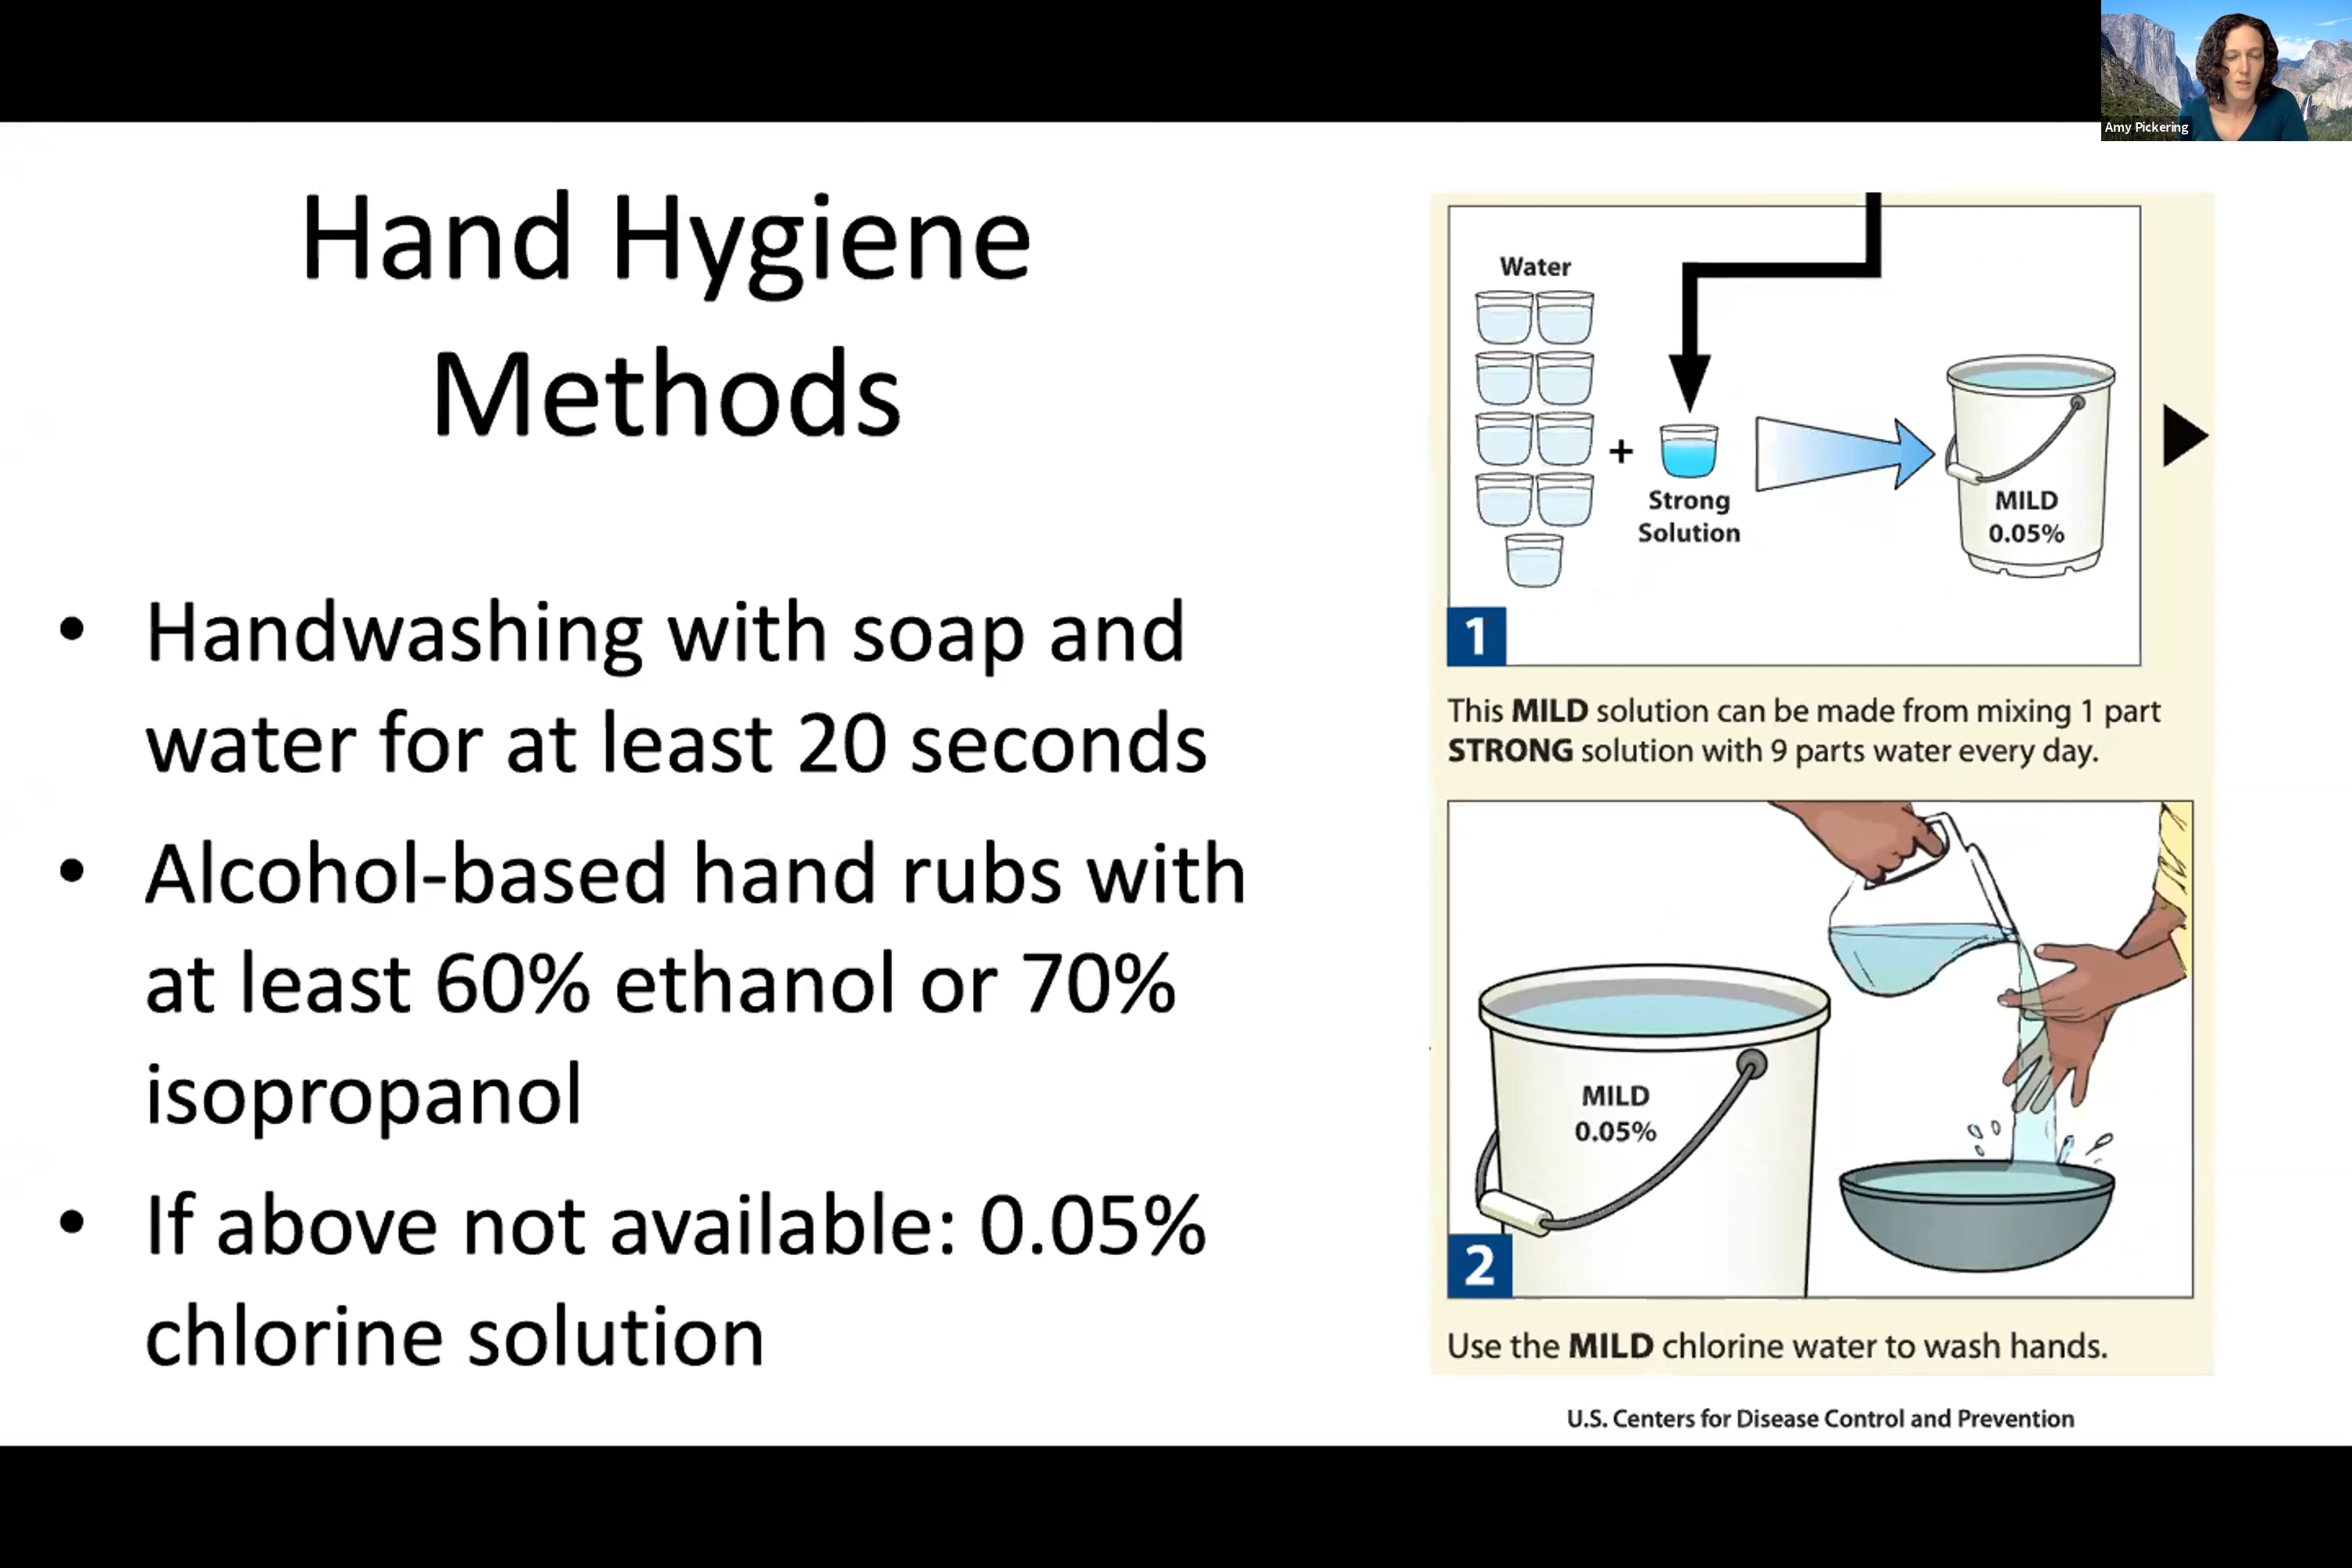 Amy Pickering
Hand Hygiene
Methods
• Handwashing with soap and
water for at least 20 seconds
• Alcohol-based hand rubs with
at least 60% ethanol or 70%
isopropanol
• If above not available: 0.05%
chlorine solution
Water
+
Strong
Solution
MILD
0.05%
1
This MILD solution can be made from mixing 1 part
STRONG solution with 9 parts water every day.
MILD
0.05%
2
Use the MILD chlorine water to wash hands.
U.S. Centers for Disease Control and Prevention